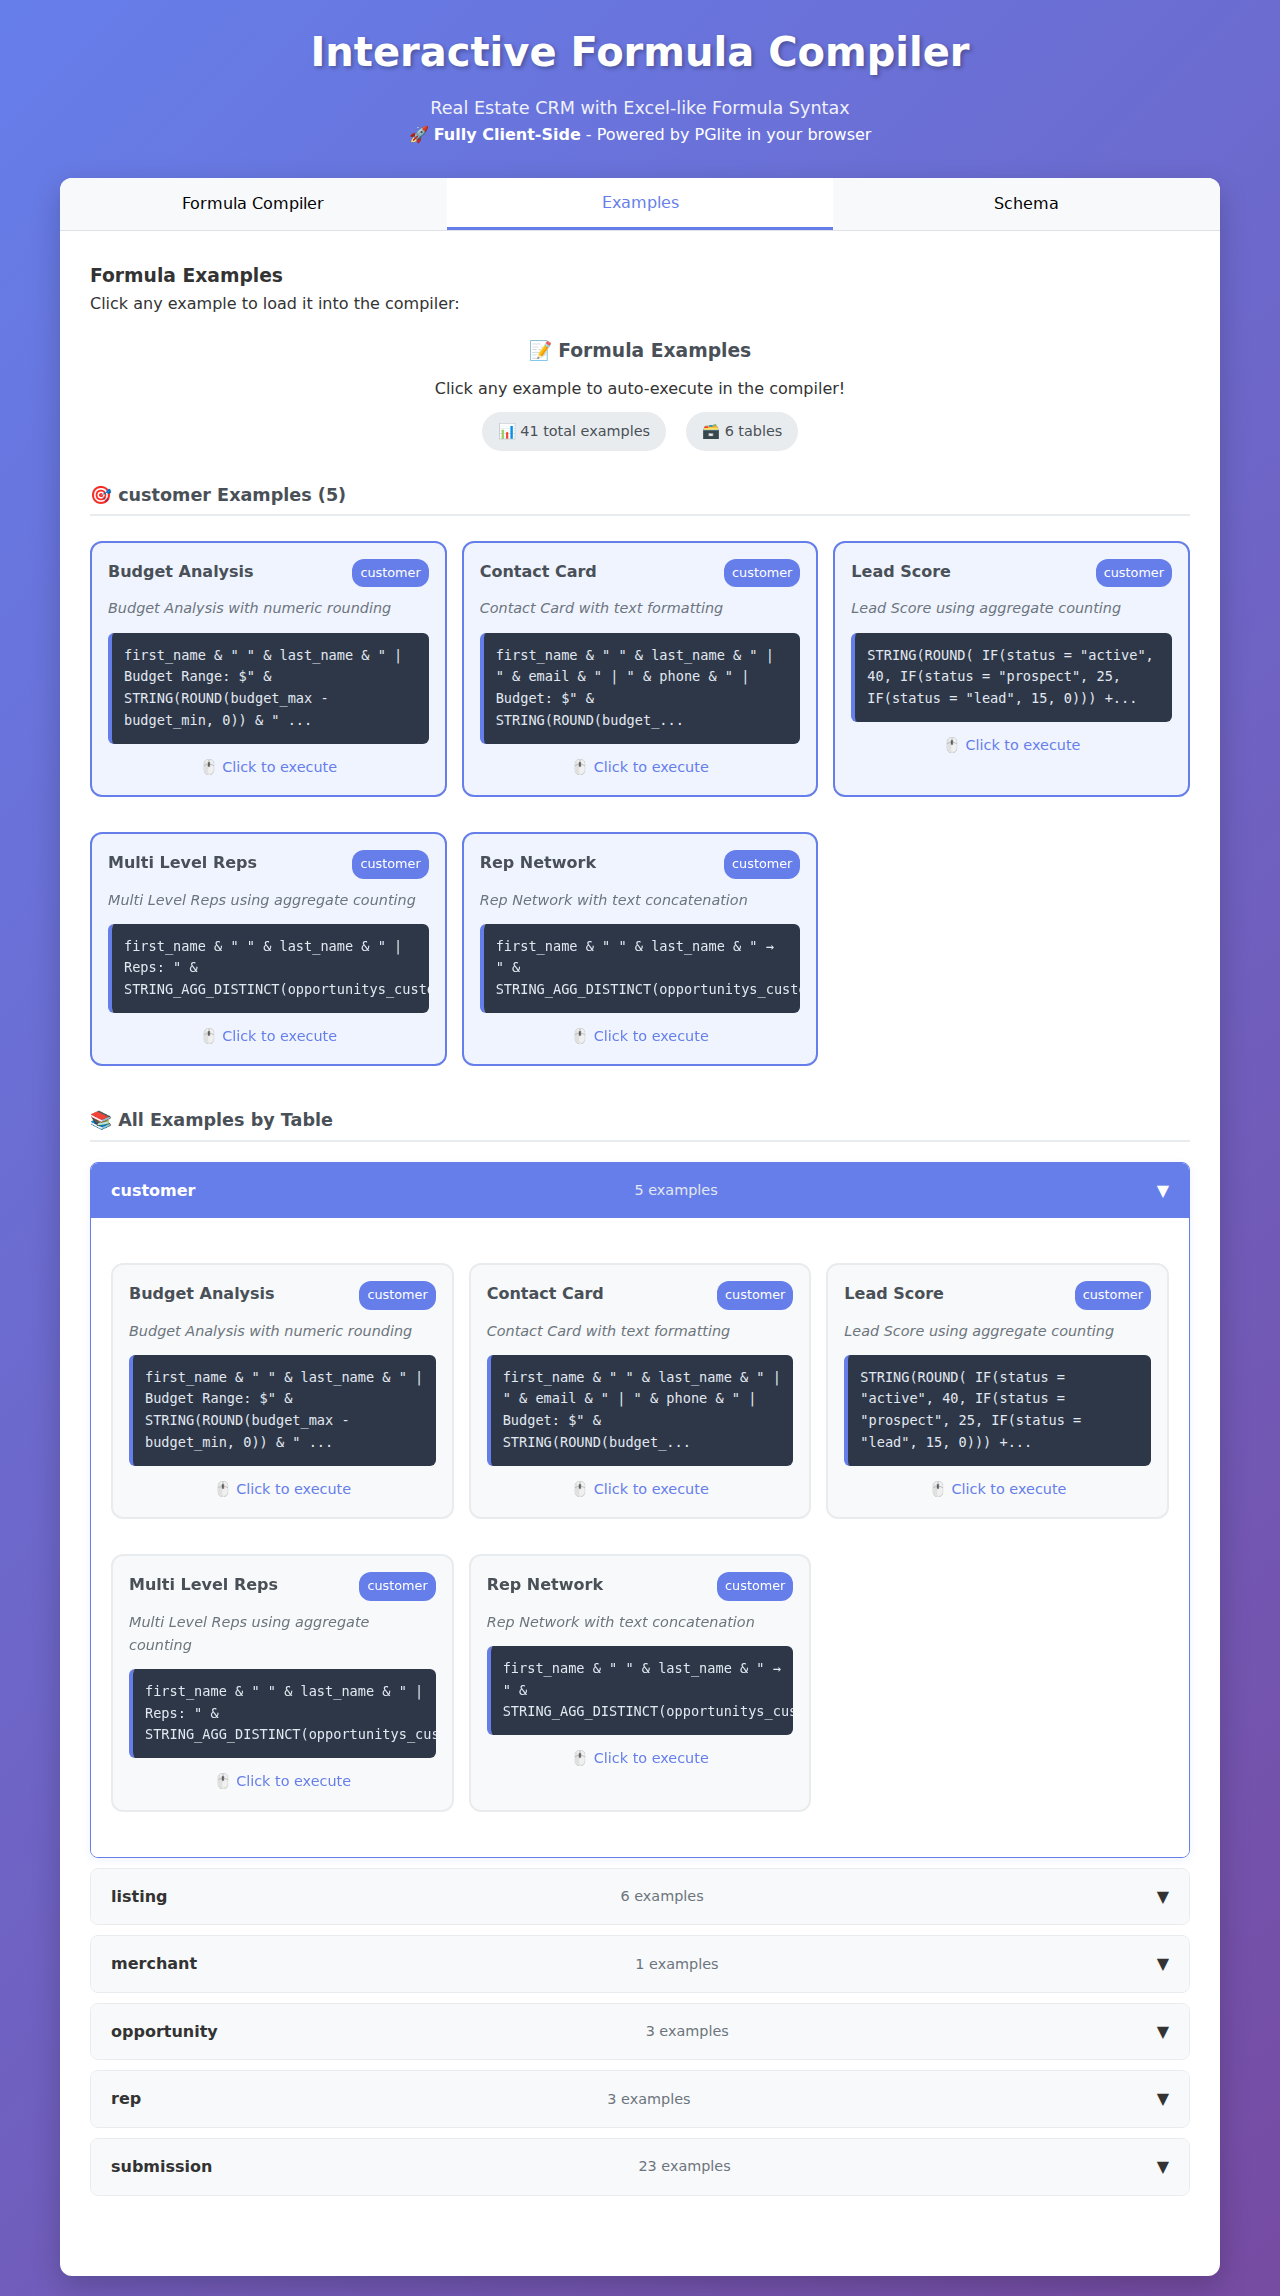 Interactive Formula Compiler
Real Estate CRM with Excel-like Formula Syntax
🚀 Fully Client-Side - Powered by PGlite in your browser
Formula Compiler
Examples
Schema
Formula Examples
Click any example to load it into the compiler:
📝 Formula Examples
Click any example to auto-execute in the compiler!
📊 41 total examples
🗃️ 6 tables
🎯 customer Examples (5)
Budget Analysis
customer
Budget Analysis with numeric rounding
first_name & " " & last_name & " |
Budget Range: $" &
STRING(ROUND(budget_max -
budget_min, 0)) & " ...
🖱️ Click to execute
Contact Card
customer
Contact Card with text formatting
first_name & " " & last_name & " |
" & email & " | " & phone & " |
Budget: $" &
STRING(ROUND(budget_...
🖱️ Click to execute
Lead Score
customer
Lead Score using aggregate counting
STRING(ROUND( IF(status = "active",
40, IF(status = "prospect", 25,
IF(status = "lead", 15, 0))) +...
🖱️ Click to execute
Multi Level Reps
customer
Multi Level Reps using aggregate counting
first_name & " " & last_name & " |
Reps: " &
STRING_AGG_DISTINCT(opportunitys_custo
🖱️ Click to execute
Rep Network
customer
Rep Network with text concatenation
first_name & " " & last_name & " →
" &
STRING_AGG_DISTINCT(opportunitys_custo
🖱️ Click to execute
📚 All Examples by Table
customer
5 examples
▼
Budget Analysis
customer
Budget Analysis with numeric rounding
first_name & " " & last_name & " |
Budget Range: $" &
STRING(ROUND(budget_max -
budget_min, 0)) & " ...
🖱️ Click to execute
Contact Card
customer
Contact Card with text formatting
first_name & " " & last_name & " |
" & email & " | " & phone & " |
Budget: $" &
STRING(ROUND(budget_...
🖱️ Click to execute
Lead Score
customer
Lead Score using aggregate counting
STRING(ROUND( IF(status =
"active", 40, IF(status =
"prospect", 25, IF(status =
"lead", 15, 0))) +...
🖱️ Click to execute
Multi Level Reps
customer
Multi Level Reps using aggregate
counting
first_name & " " & last_name & " |
Reps: " &
STRING_AGG_DISTINCT(opportunitys_cus
🖱️ Click to execute
Rep Network
customer
Rep Network with text concatenation
first_name & " " & last_name & " →
" &
STRING_AGG_DISTINCT(opportunitys_cus
🖱️ Click to execute
listing
6 examples
▼
merchant
1 examples
▼
opportunity
3 examples
▼
rep
3 examples
▼
submission
23 examples
▼